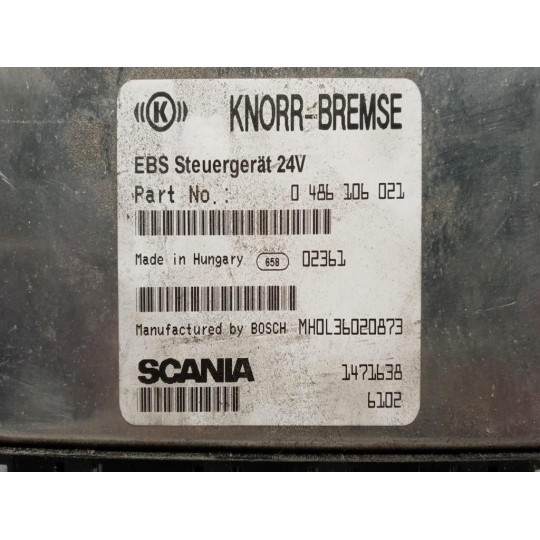 K KNORR-BREMSE
EBS Steuergerät 24V
Part No.: 0 486 106 021
Made in Hungary 658 02361
Manufactured by BOSCH MH0L36020873
SCANIA 1471638
6102